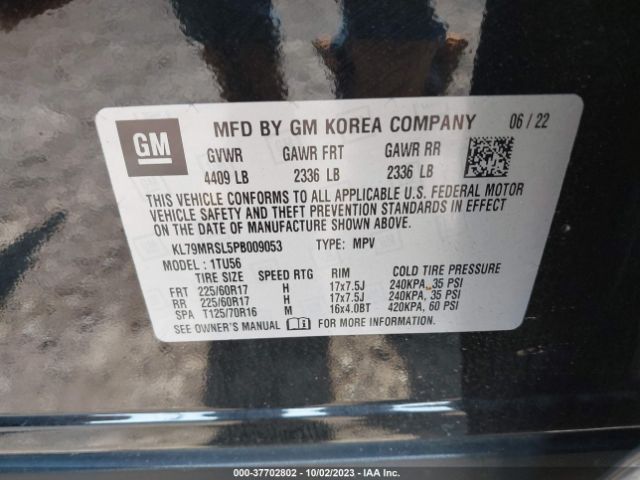 GM MFD BY GM KOREA COMPANY 06/22
GVWR GAWR FRT GAWR RR
4409 LB 2336 LB 2336 LB
THIS VEHICLE CONFORMS TO ALL APPLICABLE U.S. FEDERAL MOTOR
VEHICLE SAFETY AND THEFT PREVENTION STANDARDS IN EFFECT
ON THE DATE OF MANUFACTURE SHOWN ABOVE.
KL79MRSL5PB009053 TYPE: MPV
MODEL: 1TU56
TIRE SIZE SPEED RTG RIM COLD TIRE PRESSURE
FRT 225/60R17 H 17x7.5J 240KPA, 35 PSI
RR 225/60R17 H 17x7.5J 240KPA, 35 PSI
SPA T125/70R16 M 16x4.0BT 420KPA, 60 PSI
SEE OWNER'S MANUAL FOR MORE INFORMATION
000-37702802 - 10/02/2023 - IAA Inc.